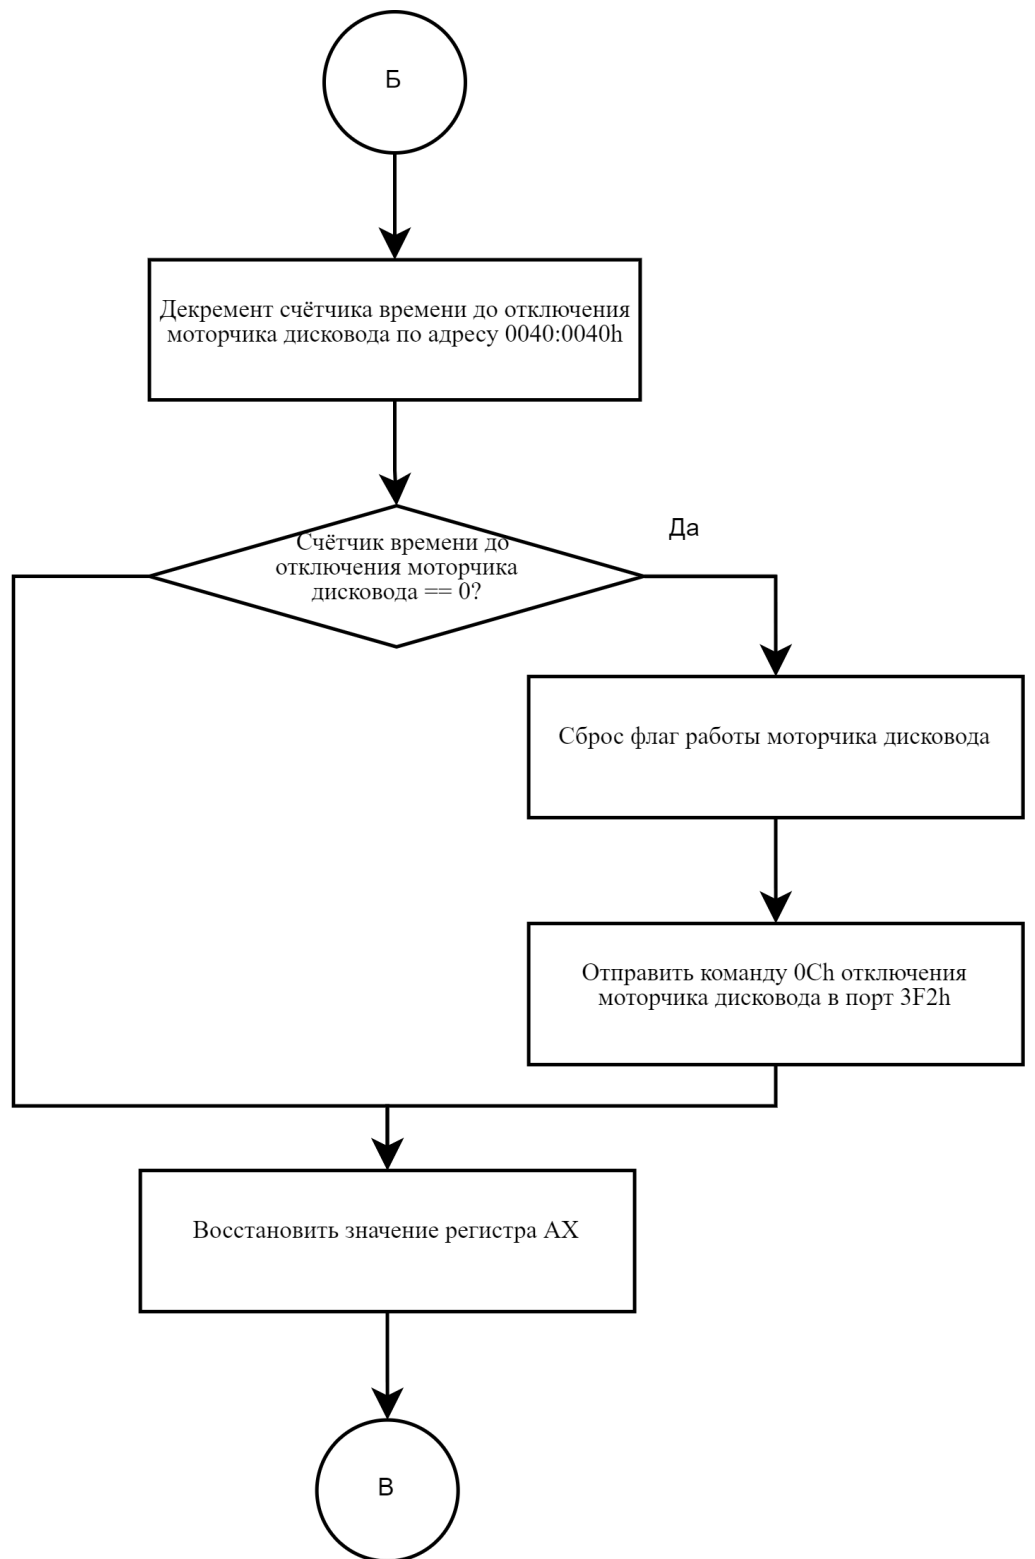 Б
Декремент счётчика времени до отключения
моторчика дисковода по адресу 0040:0040h
Да
Счётчик времени до
отключения моторчика
дисковода == 0?
Сброс флаг работы моторчика дисковода
Отправить команду 0Ch отключения
моторчика дисковода в порт 3F2h
Восстановить значение регистра AX
В